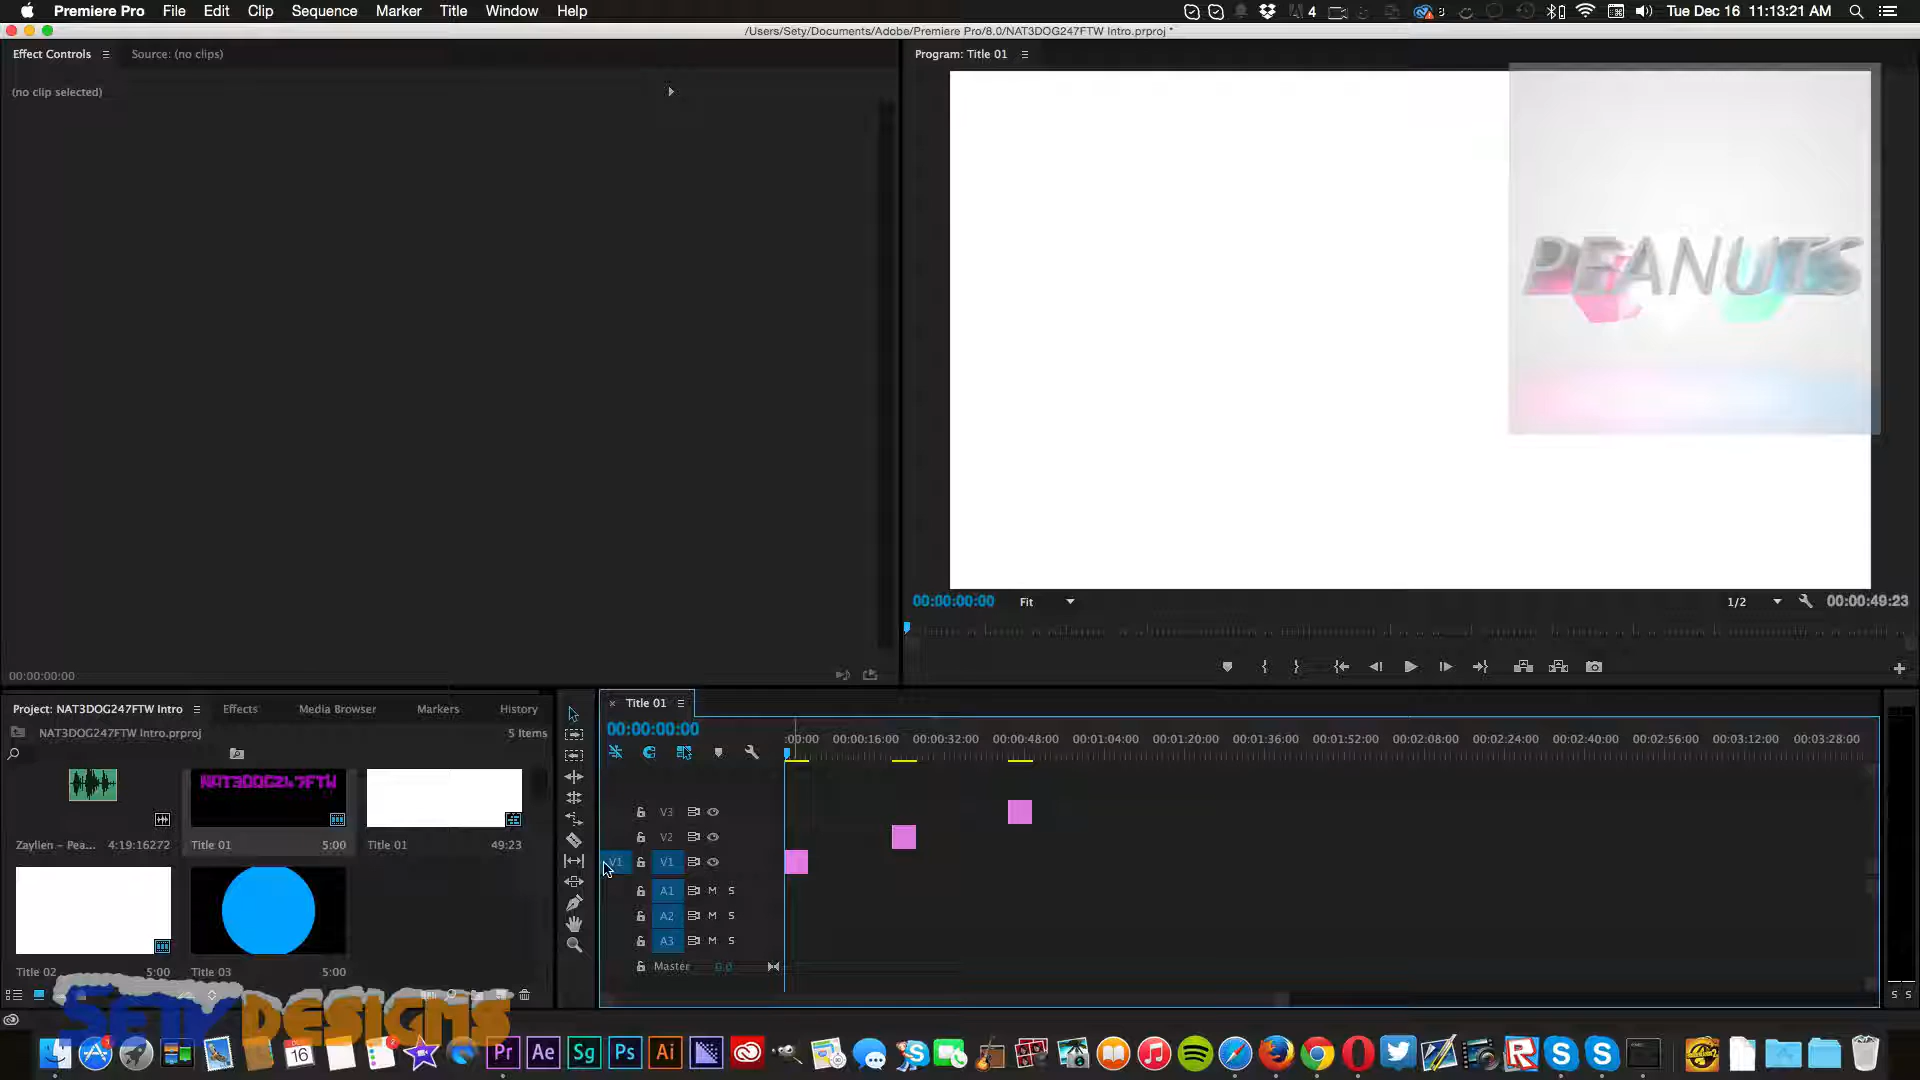 Premiere Pro File Edit Clip Sequence Marker Title Window Help 4 3 Tue Dec 16 11:13:21 AM
/Users/Sety/Documents/Adobe/Premiere Pro/8.0/NAT3DOG247FTW Intro.prproj *
Effect Controls Source: (no clips) Program: Title 01
(no clip selected)
PEANUTS
00:00:00:00 Fit 1/2 00:00:49:23
00:00:00:00
Project: NAT3DOG247FTW Intro Effects Media Browser Markers History
NAT3DOG247FTW Intro.prproj 5 Items
NAT3DOG247FTW
Zaylien - Pea... 4:19:16272 Title 01 5:00 Title 01 49:23
Title 02 5:00 Title 03 5:00
× Title 01
00:00:00:00
:00:00 00:00:16:00 00:00:32:00 00:00:48:00 00:01:04:00 00:01:20:00 00:01:36:00 00:01:52:00 00:02:08:00 00:02:24:00 00:02:40:00 00:02:56:00 00:03:12:00 00:03:28:00
V3
V2
V1 V1
A1 M S
A2 M S
A3 M S
Master 0.0
S S
Sety Designs
16 2 Pr Ae Sg Ps Ai